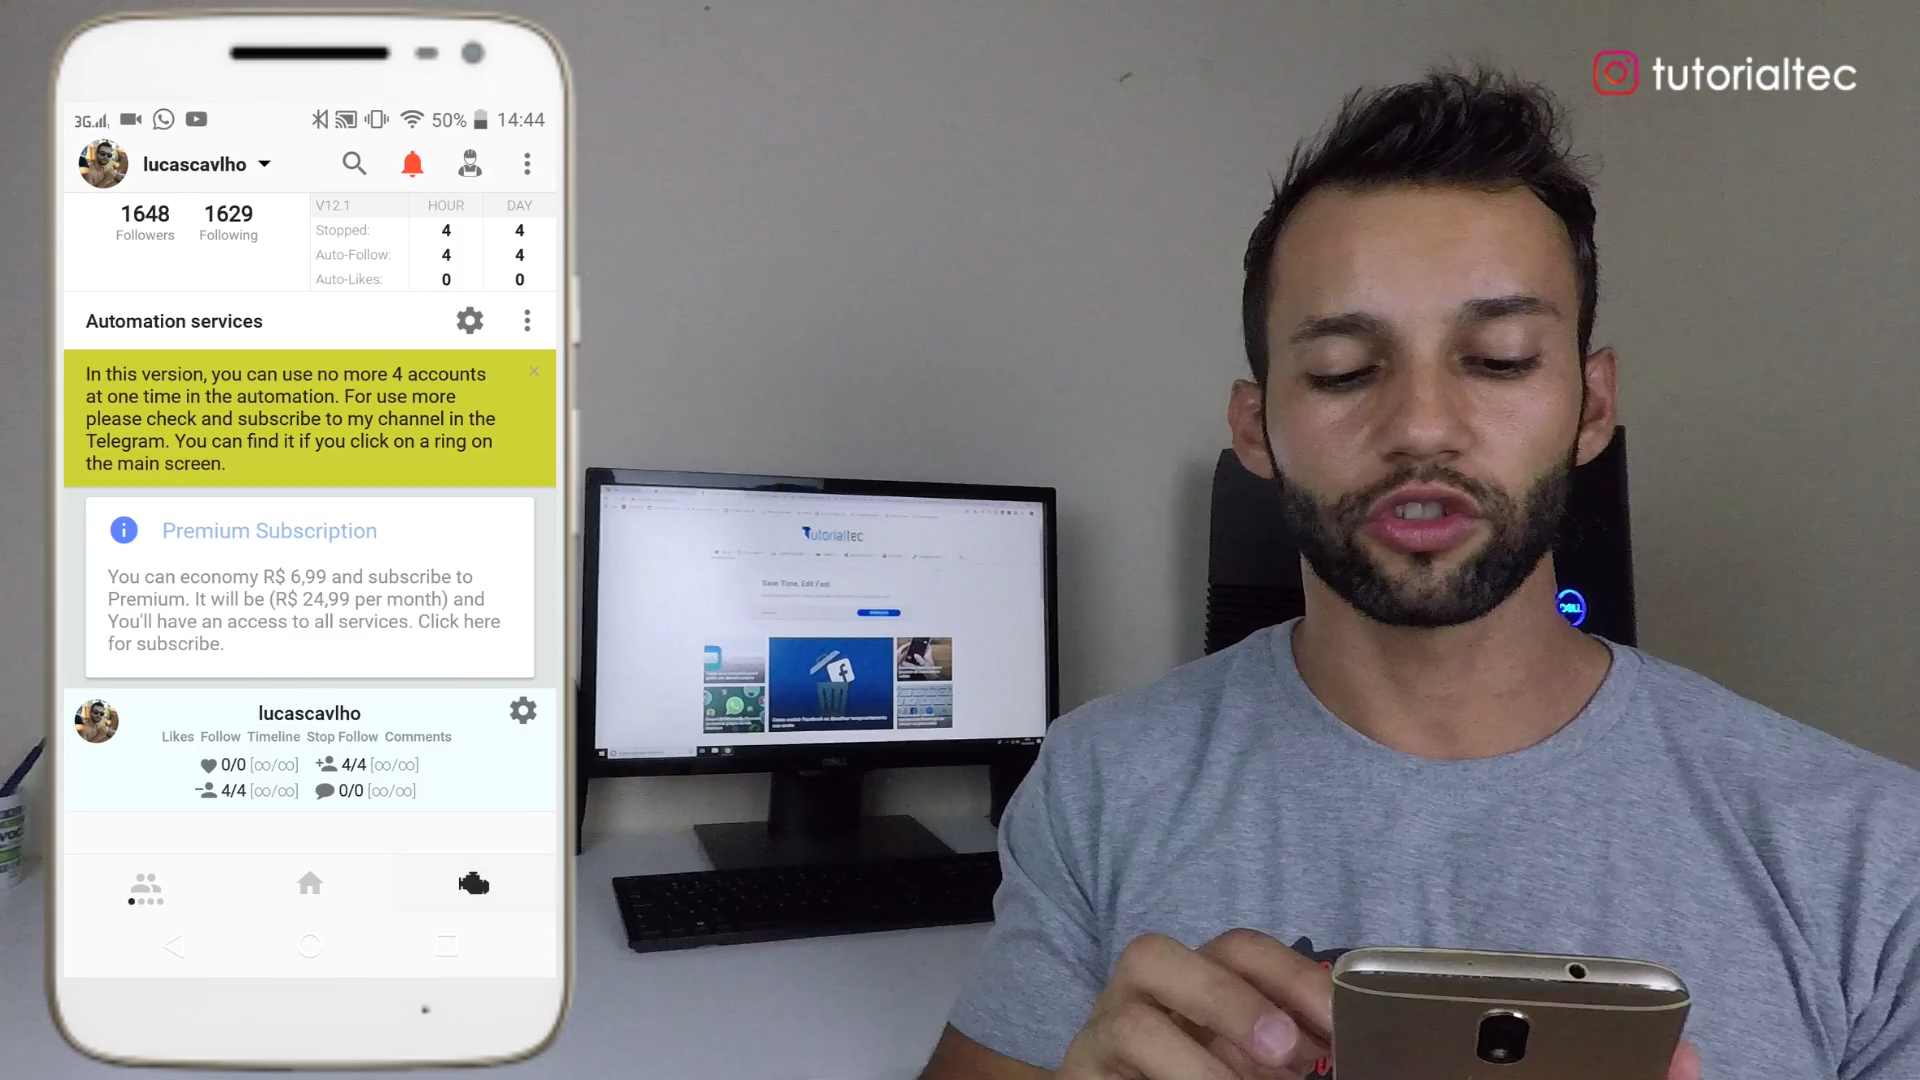 tutorialtec
3G 50% 14:44
lucascavlho
1648 1629
Followers Following
V12.1 HOUR DAY
Stopped: 4 4
Auto-Follow: 4 4
Auto-Likes: 0 0
Automation services
In this version, you can use no more 4 accounts
at one time in the automation. For use more
please check and subscribe to my channel in the
Telegram. You can find it if you click on a ring on
the main screen.
Premium Subscription
You can economy R$ 6,99 and subscribe to
Premium. It will be (R$ 24,99 per month) and
You'll have an access to all services. Click here
for subscribe.
lucascavlho
Likes Follow Timeline Stop Follow Comments
0/0 [∞/∞] 4/4 [∞/∞]
4/4 [∞/∞] 0/0 [∞/∞]
Tutorialtec
Save Time, Edit Fast
DELL
DELL